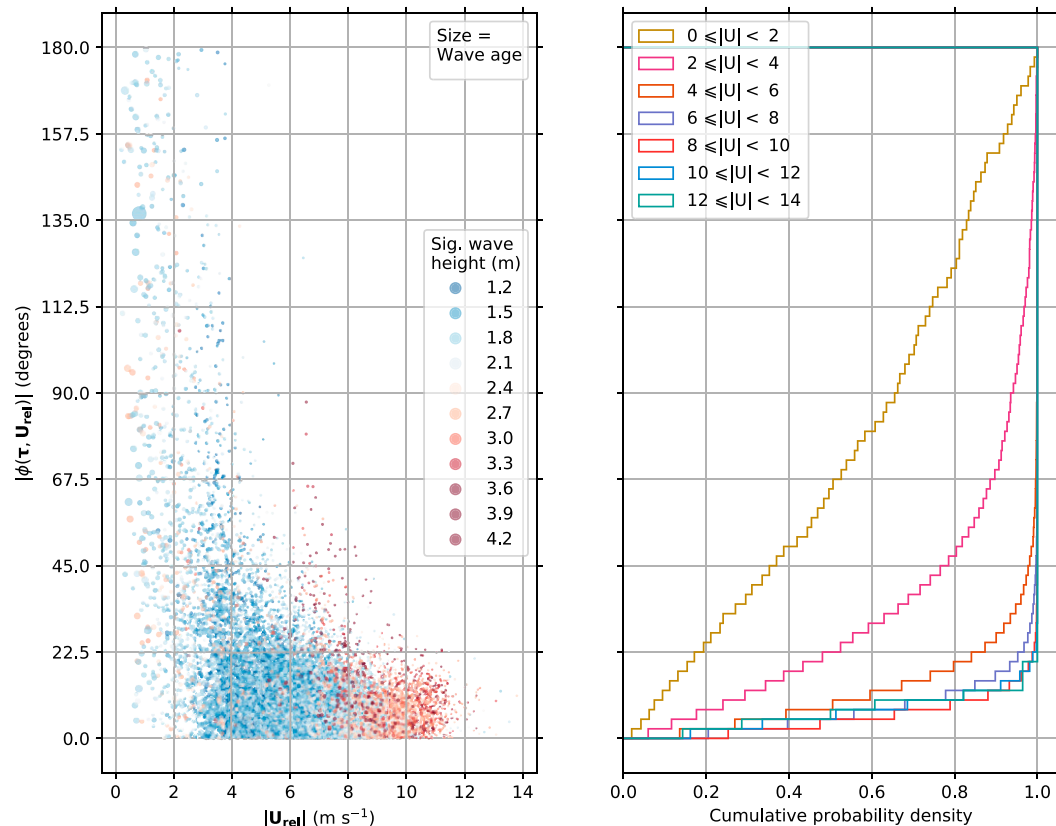 Size =
Wave age
Sig. wave
height (m)
1.2
1.5
1.8
2.1
2.4
2.7
3.0
3.3
3.6
3.9
4.2
180.0
157.5
135.0
112.5
90.0
67.5
45.0
22.5
0.0
|ϕ(τ, U_rel)| (degrees)
0 2 4 6 8 10 12 14
|U_rel| (m s⁻¹)
0 ⩽|U|< 2
2 ⩽|U|< 4
4 ⩽|U|< 6
6 ⩽|U|< 8
8 ⩽|U|< 10
10 ⩽|U|< 12
12 ⩽|U|< 14
0.0 0.2 0.4 0.6 0.8 1.0
Cumulative probability density